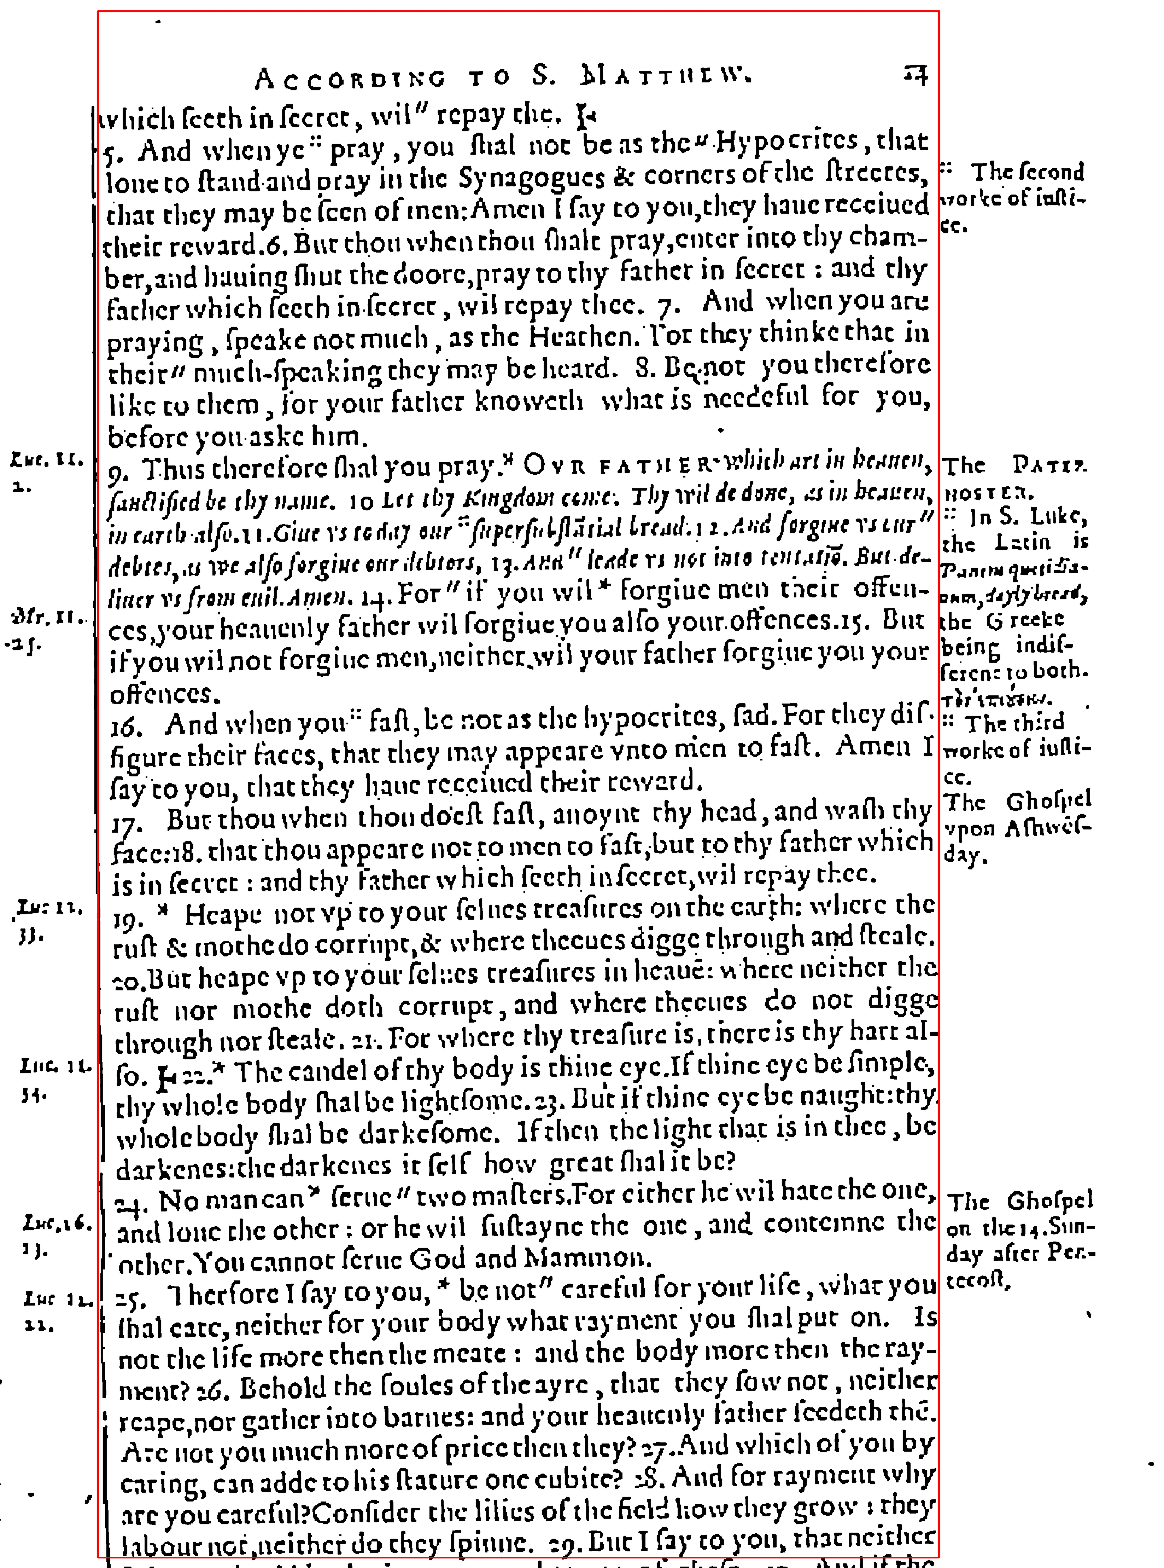 ACCORDING TO S. MATTHEW. 14
which ſeeth in ſecret, wil" repay the.
5. And when ye :: pray, you ſhal not be as the " Hypocrites, that
loue to ſtand and pray in the Synagogues & corners of the ſtreetes,
that they may be ſeen of men: Amen I ſay to you, they haue receiued
their reward. 6. But thou when thou ſhalt pray, enter into thy cham-
ber, and hauing ſhut the doore, pray to thy father in ſecret : and thy
father which ſeeth in ſecret, wil repay thee. 7. And when you are
praying, ſpeake not much, as the Heathen. For they thinke that in
their " much-ſpeaking they may be heard. 8. Be not you therefore
like to them, for your father knoweth what is needeful for you,
before you aske him.
9. Thus therefore ſhal you pray. * OVR FATHER which art in heauen,
ſanctified be thy name. 10 Let thy Kingdom come. Thy wil de done, as in heauen,
in earth alſo. 11. Giue vs to day our :: ſuperſubſtātial bread. 12. And forgiue vs our "
debtes, as we alſo forgiue our debtors, 13. And " leade vs not into tentatiō. But de-
liuer vs from euil. Amen. 14. For " if you wil * forgiue men their offen-
ces, your heauenly father wil forgiue you alſo your offences. 15. But
if you wil not forgiue men, neither wil your father forgiue you your
offences.
16. And when you :: faſt, be not as the hypocrites, ſad. For they diſ-
figure their faces, that they may appeare vnto men to faſt. Amen I
ſay to you, that they haue receiued their reward.
17. But thou when thou doeſt faſt, anoynt thy head, and waſh thy
face: 18. that thou appeare not to men to faſt, but to thy father which
is in ſecret : and thy father which ſeeth in ſecret, wil repay thee.
19. * Heape not vp to your ſelues treaſures on the earth: where the
ruſt & mothe do corrupt, & where theeues digge through and ſteale.
20. But heape vp to your ſelues treaſures in heauē: where neither the
ruſt nor mothe doth corrupt, and where theeues do not digge
through nor ſteale. 21. For where thy treaſure is, there is thy hart al-
ſo. 22. * The candel of thy body is thine eye. If thine eye be ſimple,
thy whole body ſhal be lightſome. 23. But if thine eye be naught: thy
whole body ſhal be darkeſome. If then the light that is in thee, be
darkenes: the darkenes it ſelf how great ſhal it be?
24. No man can * ſerue " two maſters. For either he wil hate the one,
and loue the other : or he wil ſuſtayne the one, and contemne the
other. You cannot ſerue God and Mammon.
25. Therfore I ſay to you, * be not " careful for your life, what you
ſhal eate, neither for your body what rayment you ſhal put on. Is
not the life more then the meate : and the body more then the ray-
ment? 26. Behold the foules of the ayre, that they ſow not, neither
reape, nor gather into barnes: and your heauenly father feedeth thē.
Are not you much more of price then they? 27. And which of you by
caring, can adde to his ſtature one cubite? 28. And for rayment why
are you careful? Conſider the lilies of the field how they grow : they
labour not, neither do they ſpinne. 29. But I ſay to you, that neither
Luc. 11.
2.
Mr. 11.
25.
Luc 12.
33.
Luc. 11.
34.
Luc. 16.
13.
Luc 12.
22.
:: The ſecond
worke of iuſti-
ce.
The PATER
NOSTER.
:: In S. Luke,
the Latin is
Panem quotidia-
num, dayly bread,
the Greeke
being indif-
ferent to both.
:: The third
worke of iuſti-
ce.
The Ghoſpel
vpon Aſhwēſ-
day.
The Ghoſpel
on the 14. Sun-
day after Pen-
tecoſt.